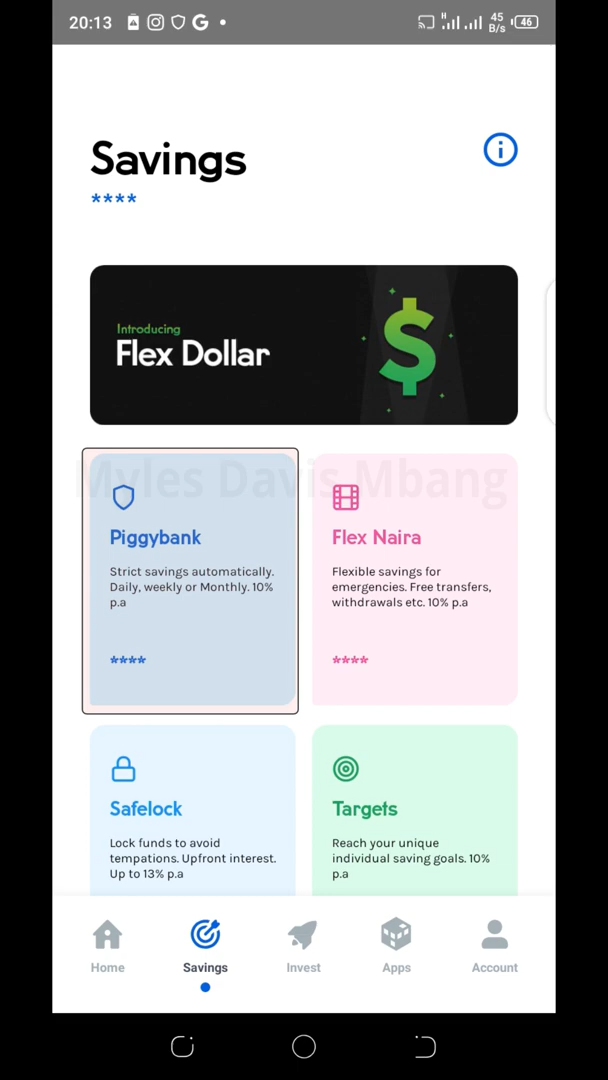 20:13
H
45
B/s
46
Savings
****
Introducing
Flex Dollar
Myles Davis Mbang
Piggybank
Strict savings automatically.
Daily, weekly or Monthly. 10%
p.a
****
Flex Naira
Flexible savings for
emergencies. Free transfers,
withdrawals etc. 10% p.a
****
Safelock
Lock funds to avoid
tempations. Upfront interest.
Up to 13% p.a
Targets
Reach your unique
individual saving goals. 10%
p.a
Home
Savings
Invest
Apps
Account